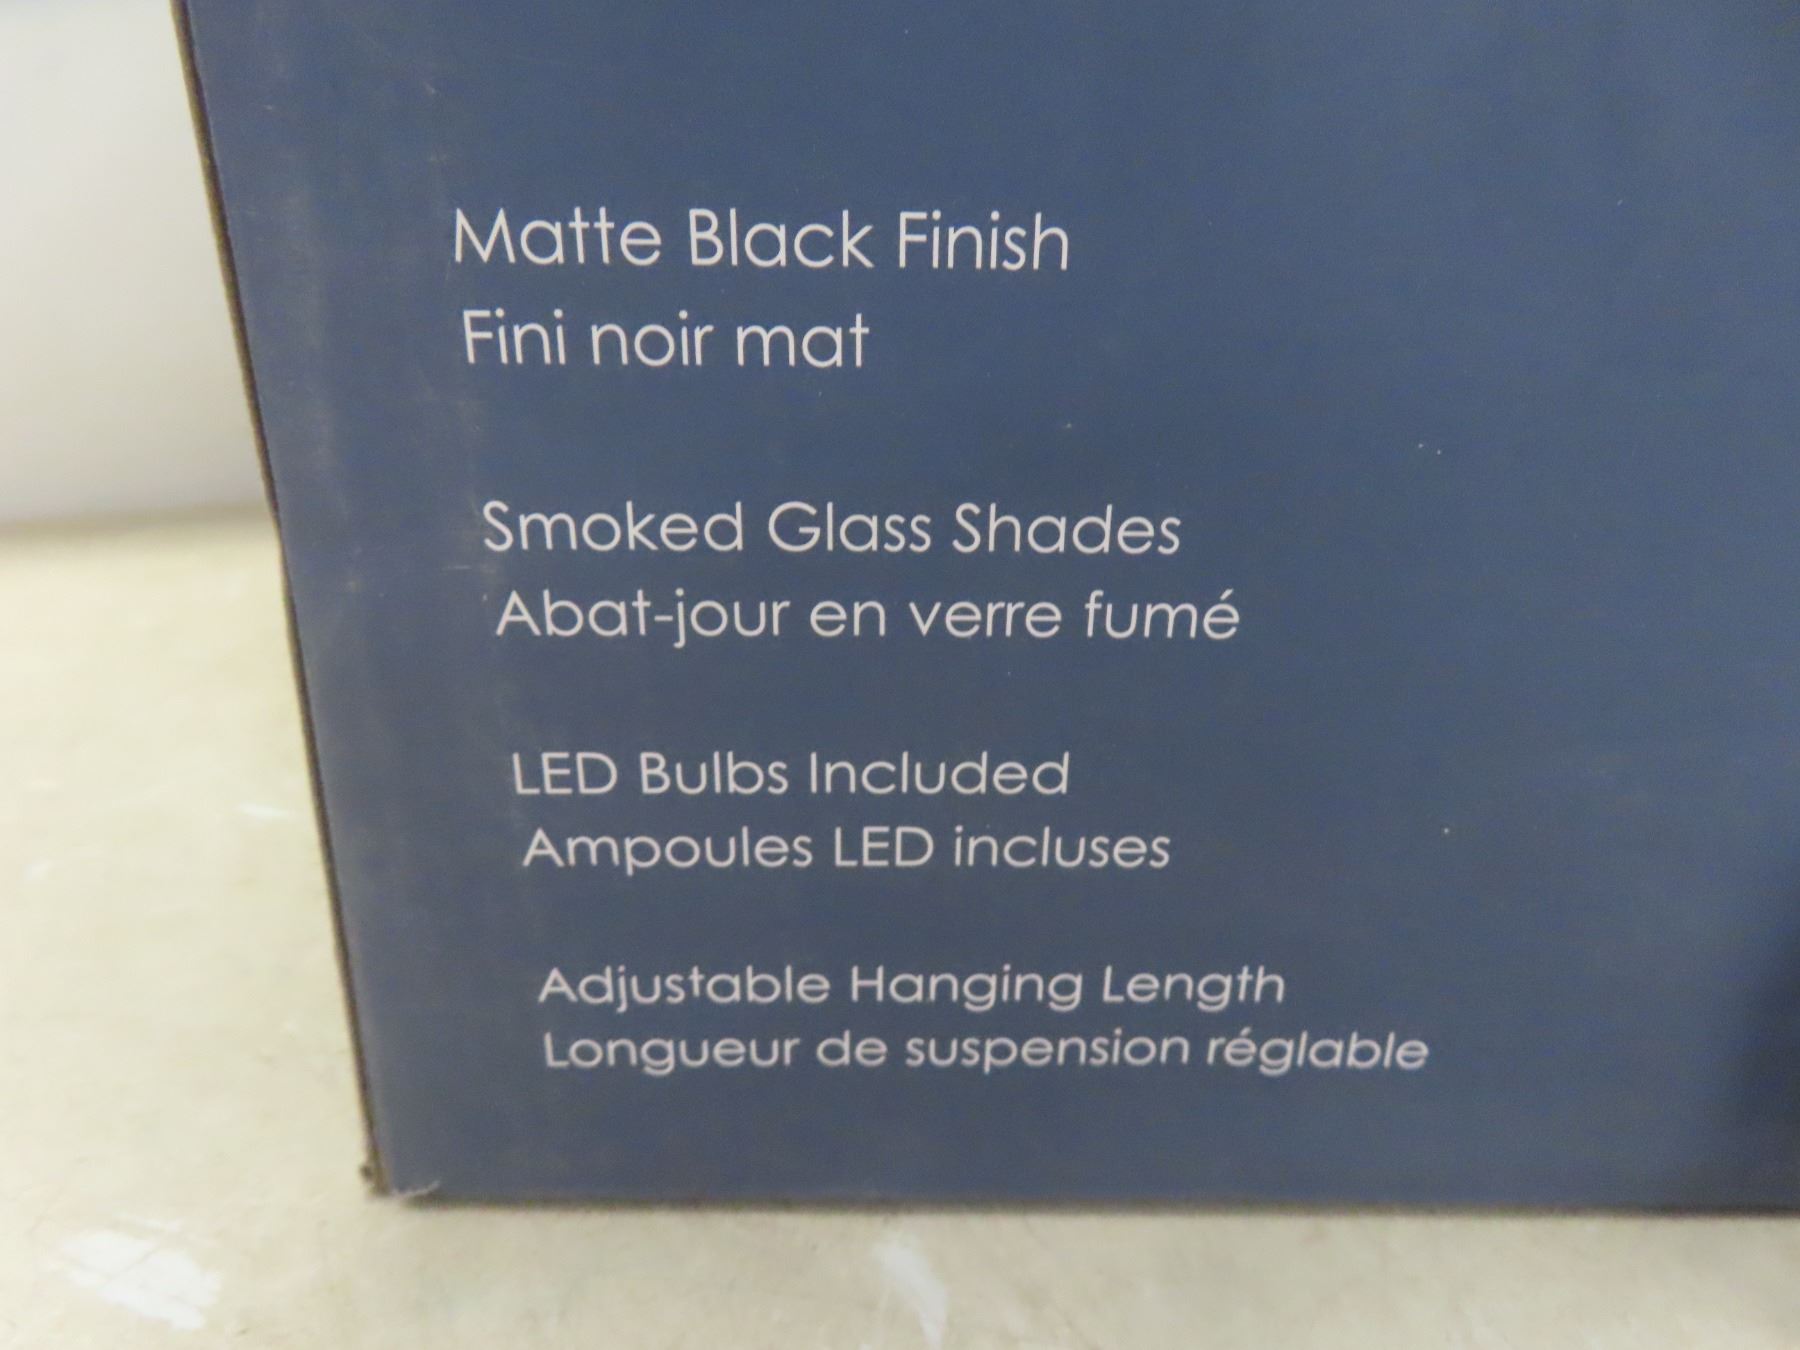 Matte Black Finish
Fini noir mat
Smoked Glass Shades
Abat-jour en verre fumé
LED Bulbs Included
Ampoules LED incluses
Adjustable Hanging Length
Longueur de suspension réglable